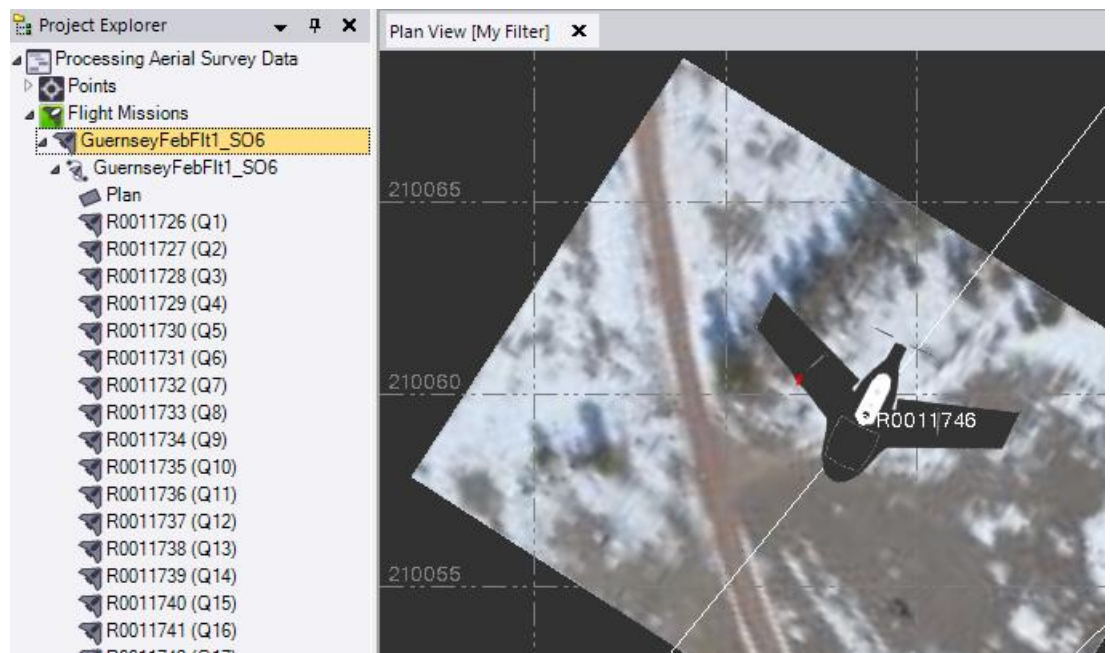 Project Explorer
Processing Aerial Survey Data
Points
Flight Missions
GuernseyFebFlt1_SO6
GuernseyFebFlt1_SO6
Plan
R0011726 (Q1)
R0011727 (Q2)
R0011728 (Q3)
R0011729 (Q4)
R0011730 (Q5)
R0011731 (Q6)
R0011732 (Q7)
R0011733 (Q8)
R0011734 (Q9)
R0011735 (Q10)
R0011736 (Q11)
R0011737 (Q12)
R0011738 (Q13)
R0011739 (Q14)
R0011740 (Q15)
R0011741 (Q16)
Plan View [My Filter]
210065
210060
R0011746
210055